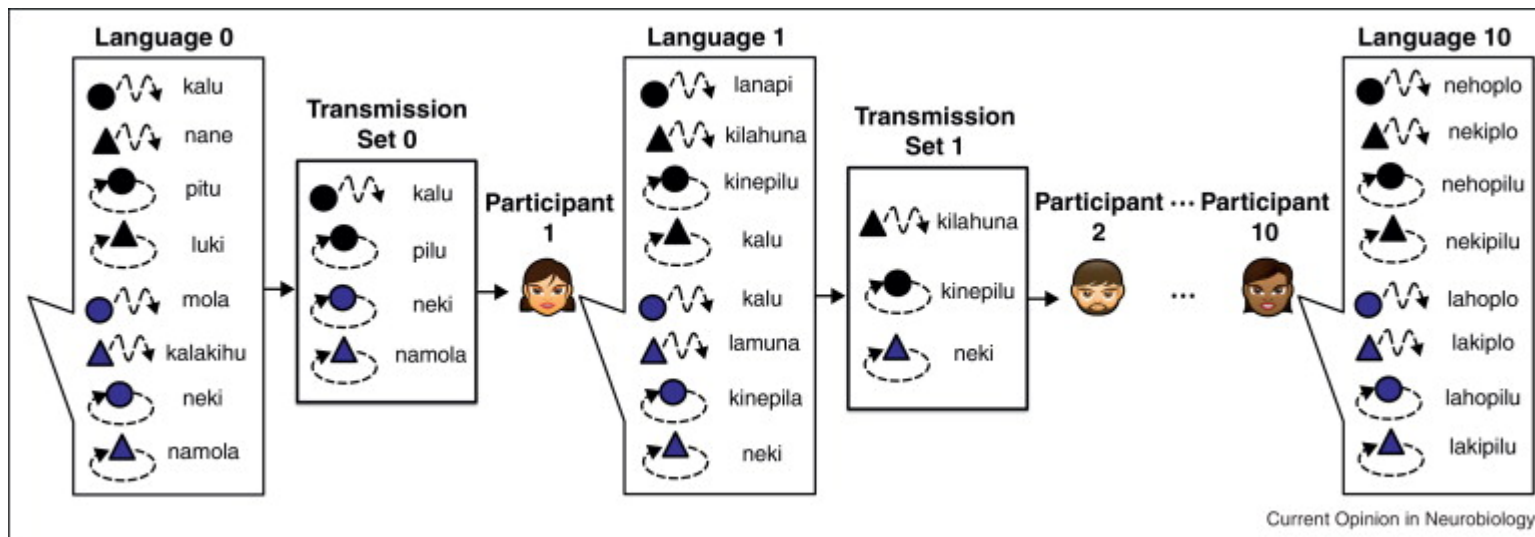 Language 0
kalu
nane
pitu
luki
mola
kalakihu
neki
namola
Transmission
Set 0
kalu
pilu
neki
namola
Participant
1
Language 1
lanapi
kilahuna
kinepilu
kalu
kalu
lamuna
kinepila
neki
Transmission
Set 1
kilahuna
kinepilu
neki
Participant ... Participant
2 10
...
Language 10
nehoplo
nekiplo
nehopilu
nekipilu
lahoplo
lakiplo
lahopilu
lakipilu
Current Opinion in Neurobiology